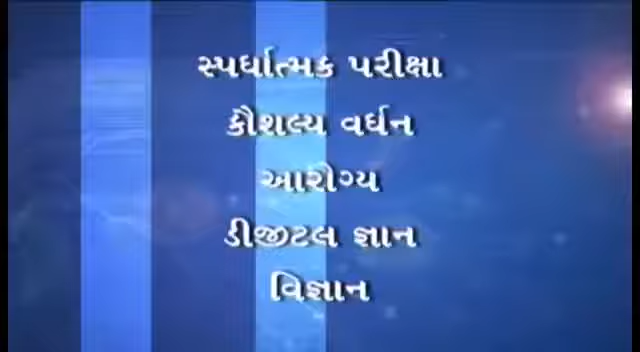 સ્પર્ધાત્મક પરીક્ષા
કૌશલ્ય વર્ધન
આરોગ્ય
ડીજીટલ જ્ઞાન
વિજ્ઞાન